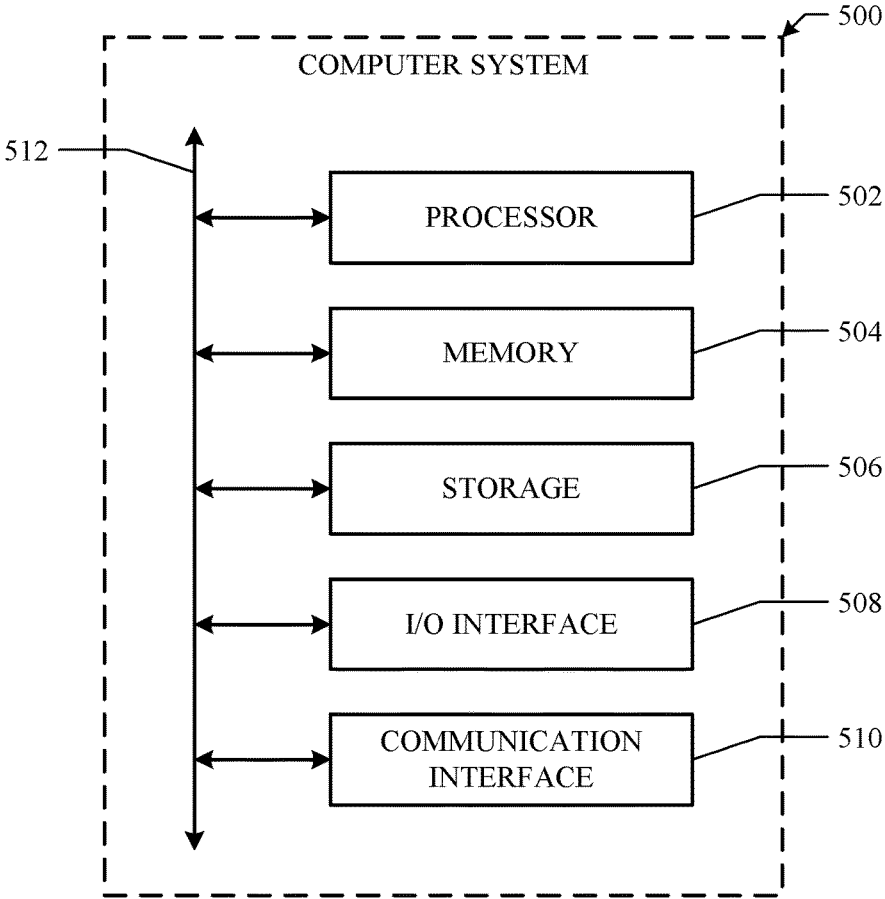 500
COMPUTER SYSTEM
512
502
PROCESSOR
504
MEMORY
506
STORAGE
508
I/O INTERFACE
510
COMMUNICATION
INTERFACE